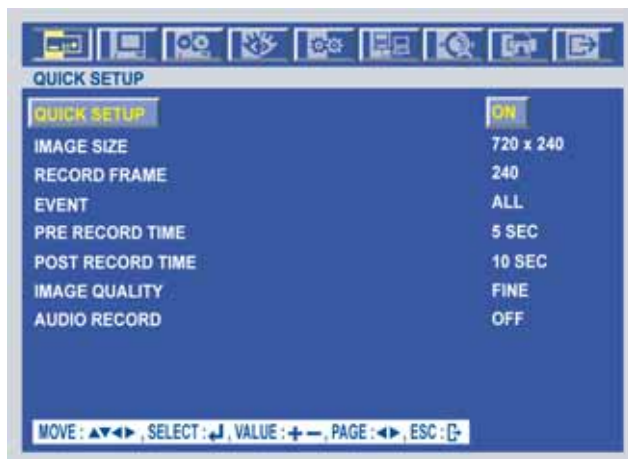 QUICK SETUP
QUICK SETUP ON
IMAGE SIZE 720 x 240
RECORD FRAME 240
EVENT ALL
PRE RECORD TIME 5 SEC
POST RECORD TIME 10 SEC
IMAGE QUALITY FINE
AUDIO RECORD OFF
MOVE : ▲▼◀▶ , SELECT : ↵ , VALUE : + − , PAGE : ◀▶ , ESC :